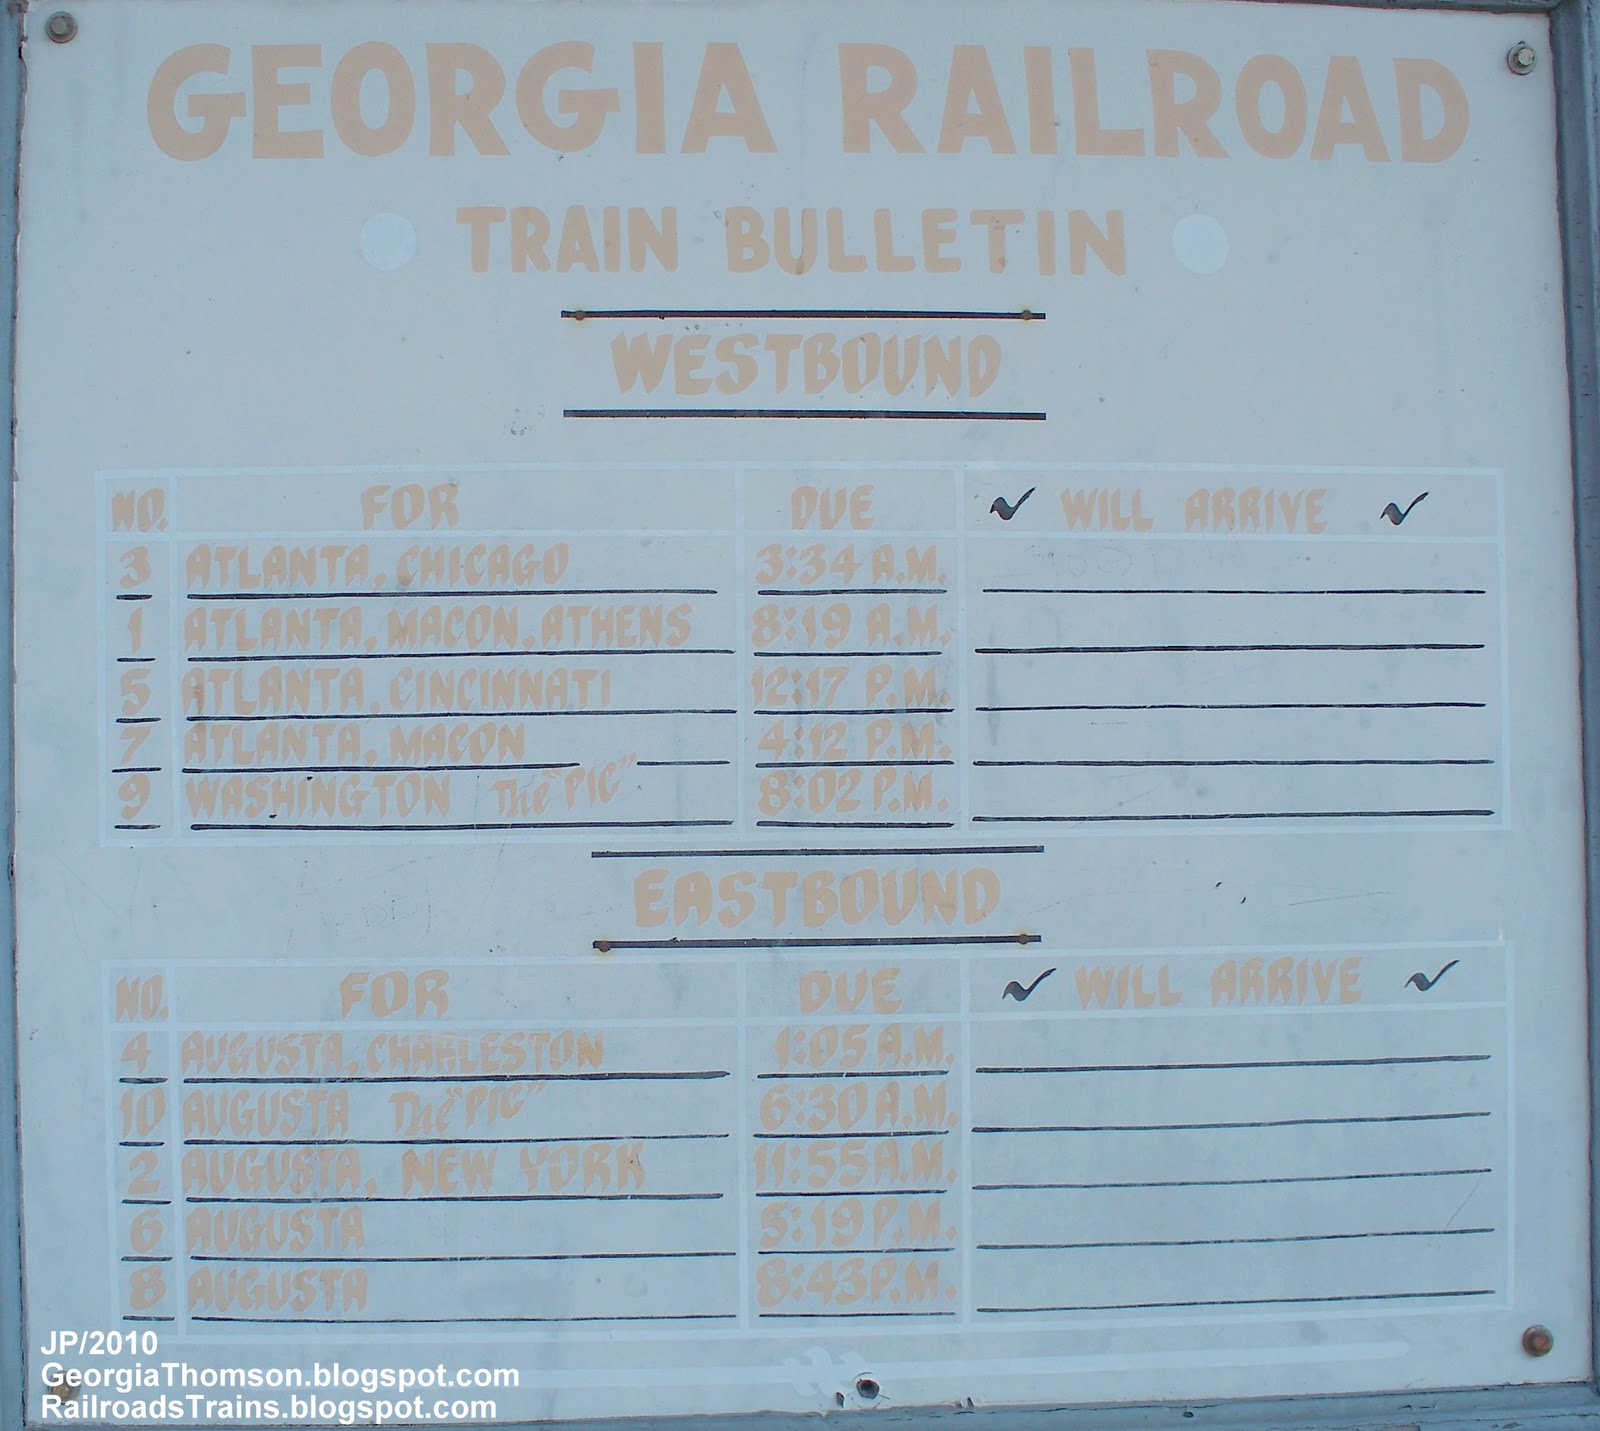 GEORGIA RAILROAD
TRAIN BULLETIN
WESTBOUND
NO. FOR DUE ✓ WILL ARRIVE ✓
3 ATLANTA, CHICAGO 3:34 A.M.
1 ATLANTA, MACON, ATHENS 8:19 A.M.
5 ATLANTA, CINCINNATI 12:17 P.M.
7 ATLANTA, MACON 4:12 P.M.
9 WASHINGTON The "PIC" 8:02 P.M.
EASTBOUND
NO. FOR DUE ✓ WILL ARRIVE ✓
4 AUGUSTA, CHARLESTON 1:05 A.M.
10 AUGUSTA The "PIC" 6:30 A.M.
2 AUGUSTA, NEW YORK 11:55 A.M.
6 AUGUSTA 5:19 P.M.
8 AUGUSTA 8:43 P.M.
JP/2010
GeorgiaThomson.blogspot.com
RailroadsTrains.blogspot.com